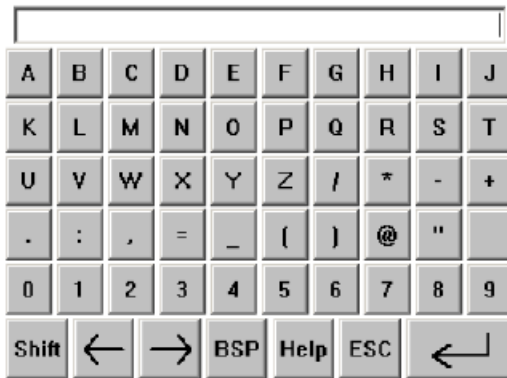 A B C D E F G H I J
K L M N O P Q R S T
U V W X Y Z / * - +
. : , = _ ( ) @ "
0 1 2 3 4 5 6 7 8 9
Shift ← → BSP Help ESC ↵